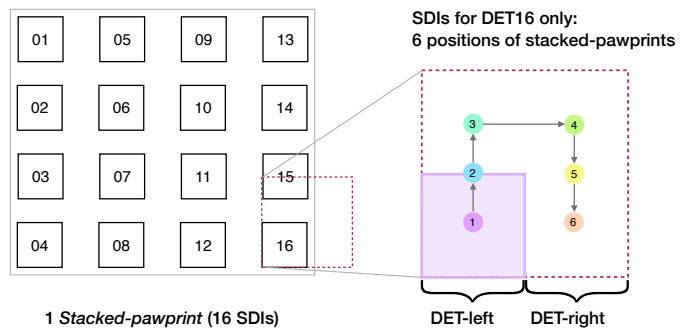 SDIs for DET16 only:
6 positions of stacked-pawprints
01 05 09 13
02 06 10 14
03 07 11 15
04 08 12 16
3 4
2 5
1 6
1 Stacked-pawprint (16 SDIs)
DET-left DET-right